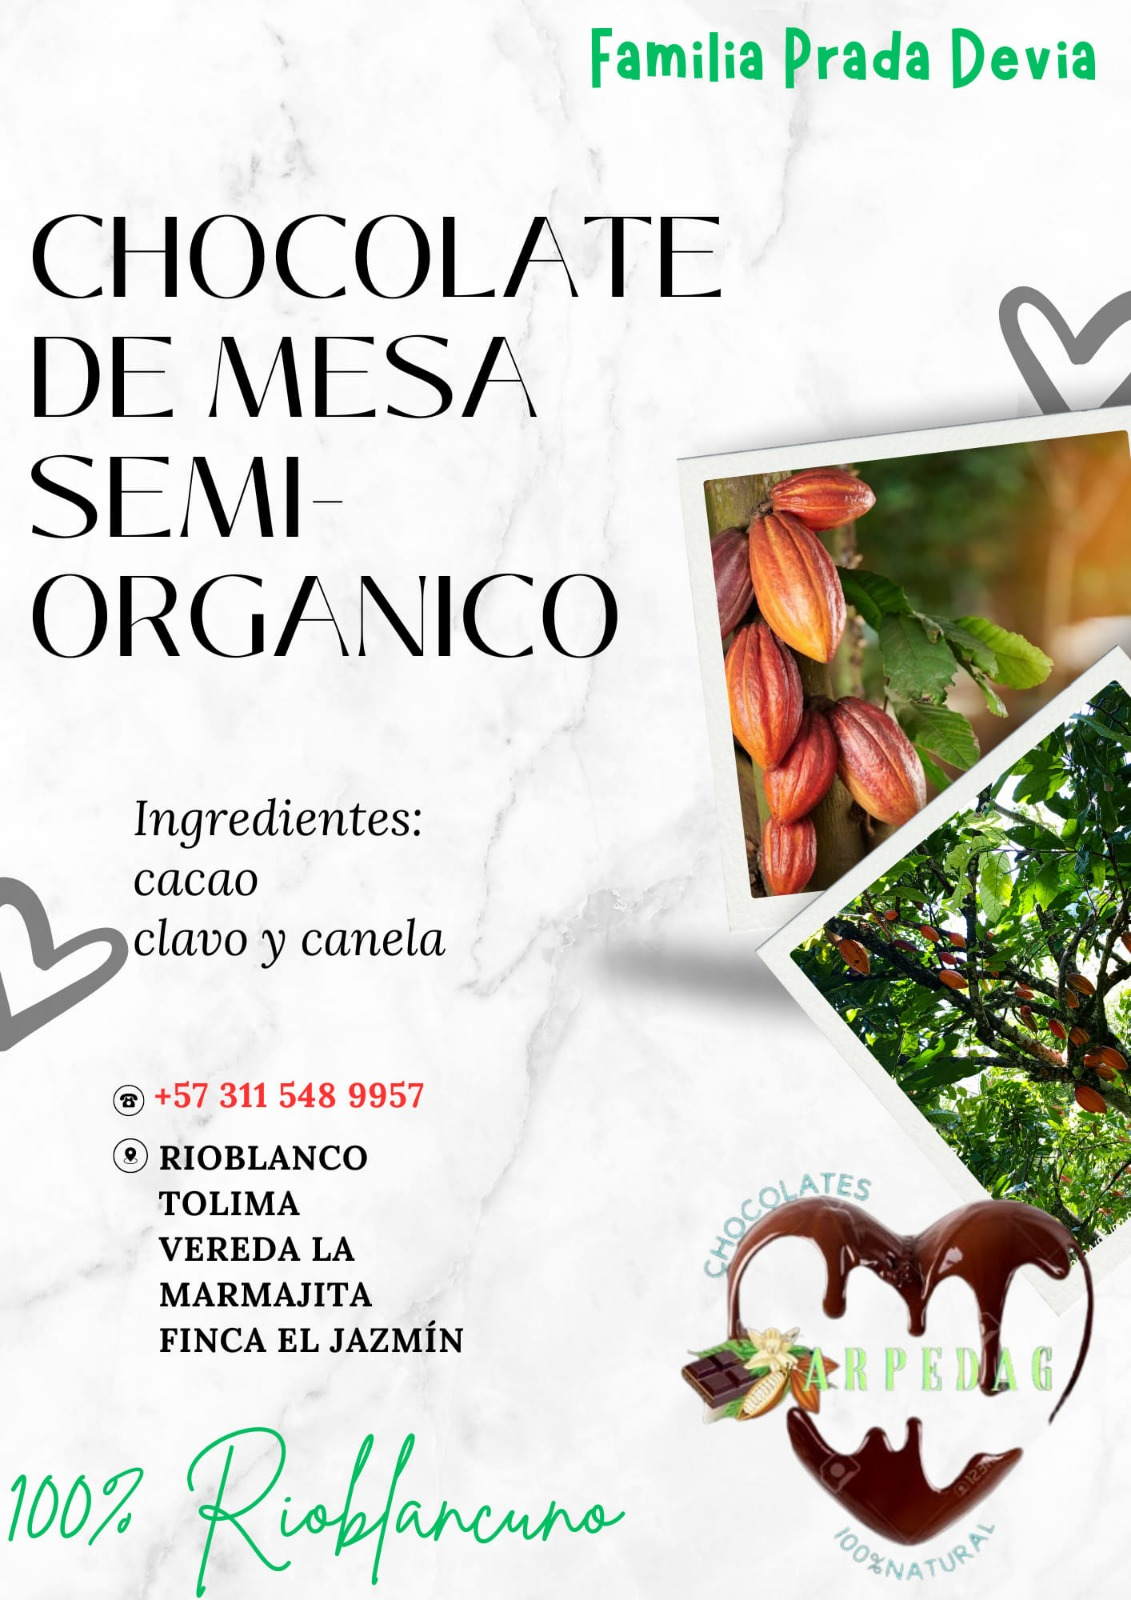 Familia Prada Devia
CHOCOLATE
DE MESA
SEMI-
ORGANICO
Ingredientes:
cacao
clavo y canela
+57 311 548 9957
RIOBLANCO
TOLIMA
VEREDA LA
MARMAJITA
FINCA EL JAZMÍN
CHOCOLATES
ARPEDAG
100%NATURAL
100% Rioblancuno